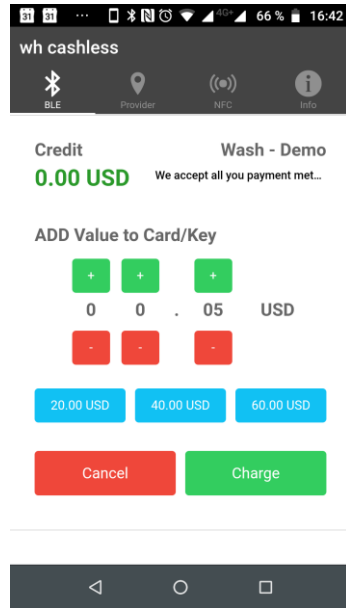 31 31 ... 4G+ 66 % 16:42
wh cashless
BLE Provider NFC Info
Credit Wash - Demo
0.00 USD We accept all you payment met...
ADD Value to Card/Key
+ + +
0 0 . 05 USD
- - -
20.00 USD 40.00 USD 60.00 USD
Cancel Charge